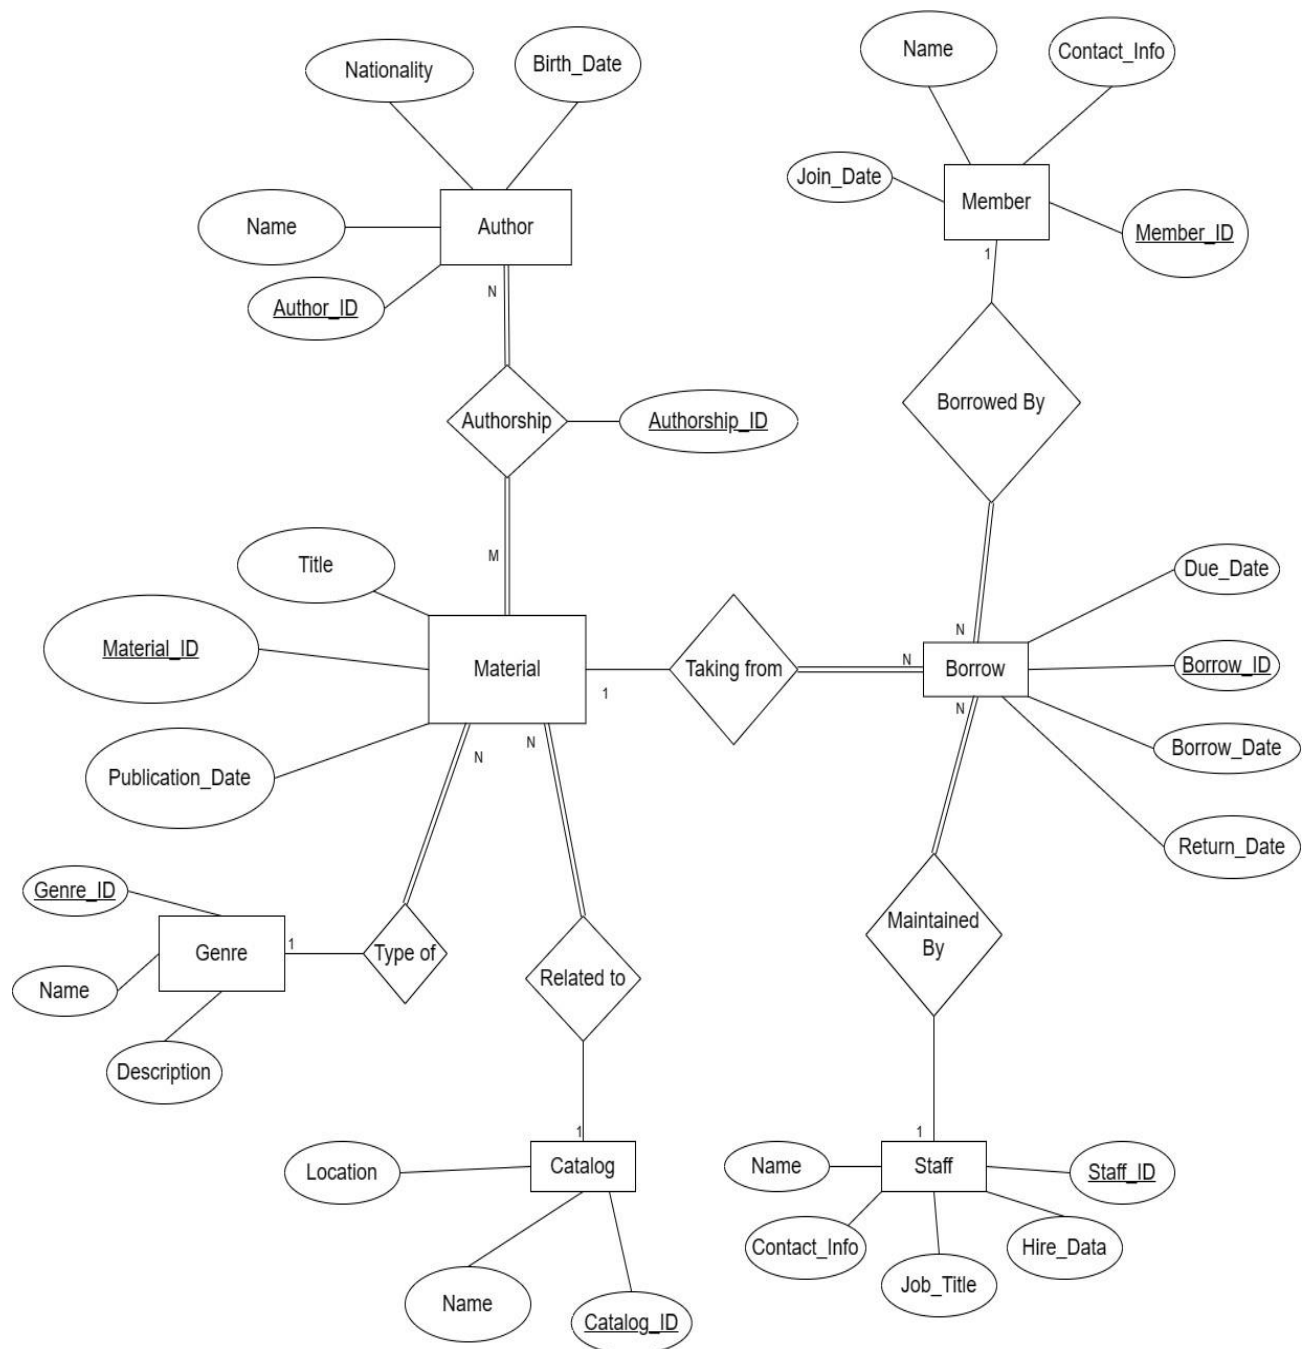 Name
Contact_Info
Nationality
Birth_Date
Join_Date
Member
Name
Author
Member_ID
1
N
Author_ID
Borrowed By
Authorship
Authorship_ID
M
Title
Due_Date
N
Material_ID
Material
Taking from
N
Borrow
Borrow_ID
1
N
N
N
Borrow_Date
Publication_Date
Return_Date
Genre_ID
Maintained
By
1
Genre
Type of
Related to
Name
Description
1
1
Location
Catalog
Name
Staff
Staff_ID
Contact_Info
Hire_Data
Job_Title
Name
Catalog_ID